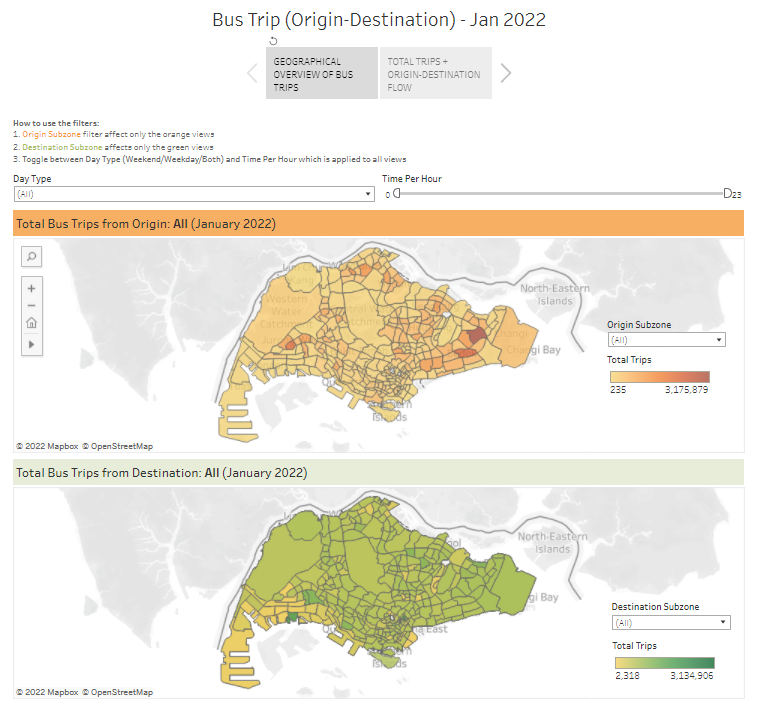 Bus Trip (Origin-Destination) - Jan 2022
GEOGRAPHICAL
OVERVIEW OF BUS
TRIPS
TOTAL TRIPS +
ORIGIN-DESTINATION
FLOW
How to use the filters:
1. Origin Subzone filter affect only the orange views
2. Destination Subzone affects only the green views
3. Toggle between Day Type (Weekend/Weekday/Both) and Time Per Hour which is applied to all views
Day Type
(All)
Time Per Hour
0
23
Total Bus Trips from Origin: All (January 2022)
North-Eastern
Islands
Western
Water
Catchment
Changi Bay
Islands
Origin Subzone
(All)
Total Trips
235 3,175,879
© 2022 Mapbox © OpenStreetMap
Total Bus Trips from Destination: All (January 2022)
North-Eastern
Islands
gi Bay
East
Islands
Destination Subzone
(All)
Total Trips
2,318 3,134,906
© 2022 Mapbox © OpenStreetMap